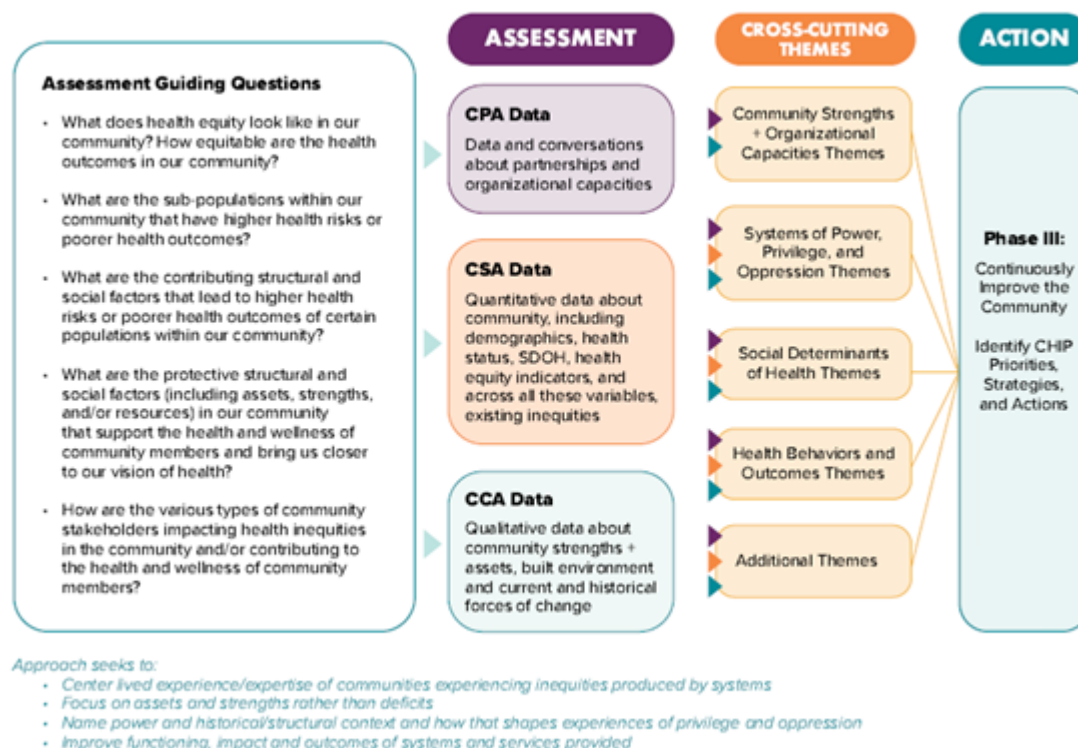 ASSESSMENT
CROSS-CUTTING
THEMES
ACTION
Assessment Guiding Questions
• What does health equity look like in our
community? How equitable are the health
outcomes in our community?
• What are the sub-populations within our
community that have higher health risks or
poorer health outcomes?
• What are the contributing structural and
social factors that lead to higher health
risks or poorer health outcomes of certain
populations within our community?
• What are the protective structural and
social factors (including assets, strengths,
and/or resources) in our community
that support the health and wellness of
community members and bring us closer
to our vision of health?
• How are the various types of community
stakeholders impacting health inequities
in the community and/or contributing to
the health and wellness of community
members?
CPA Data
Data and conversations
about partnerships and
organizational capacities
CSA Data
Quantitative data about
community, including
demographics, health
status, SDOH, health
equity indicators, and
across all these variables,
existing inequities
CCA Data
Qualitative data about
community strengths +
assets, built environment
and current and historical
forces of change
Community Strengths
+ Organizational
Capacities Themes
Systems of Power,
Privilege, and
Oppression Themes
Social Determinants
of Health Themes
Health Behaviors and
Outcomes Themes
Additional Themes
Phase III:
Continuously
Improve the
Community
Identify CHIP
Priorities,
Strategies,
and Actions
Approach seeks to:
• Center lived experience/expertise of communities experiencing inequities produced by systems
• Focus on assets and strengths rather than deficits
• Name power and historical/structural context and how that shapes experiences of privilege and oppression
• Improve functioning, impact and outcomes of systems and services provided